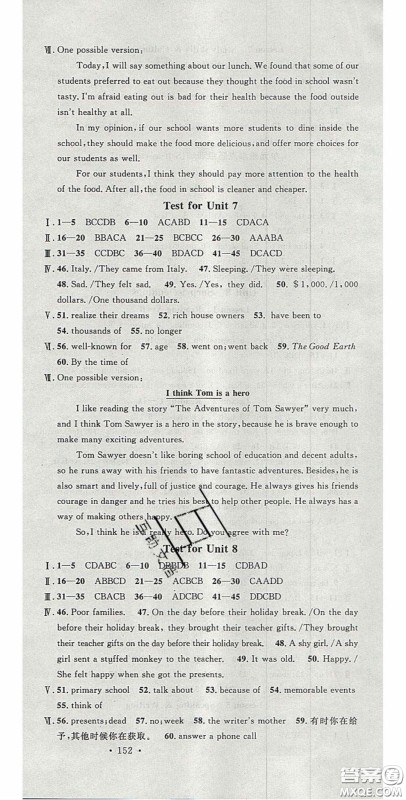 Ⅶ. One possible version:
Today, I will say something about our lunch. However, some of our
students preferred to eat out because they thought the food in school wasn't
tasty. I'm afraid eating out is bad for their health because the food outside
isn't healthy at all.
In my opinion, if our school wants more students to dine inside the
school, they should make the food more delicious, and offer more choices for
our students as well.
For our students, I think they should pay more attention to the health
of themselves. After all, the food in school is cleaner and cheaper.
Test for Unit 7
Ⅰ. 1—5 BCCDB 6—10 ACABD 11—15 CDACA
Ⅱ. 16—20 BBACA 21—25 BCBCC 26—30 AAABA
Ⅲ. 31—35 CCDBC 36—40 BDACD 41—45 DCACD
Ⅳ. 46. Italy. /They came from Italy. 47. Sleeping. /They were sleeping.
48. Sad. /They felt sad. 49. Yes. /Yes, they did. 50. $1,000. /1,000
dollars. /One thousand dollars.
Ⅴ. 51. realize their dreams 52. rich house owners 53. have been to
54. thousands of 55. no longer
Ⅵ. 56. well-known for 57. age 58. went on; went back 59. The Good Earth
60. By the time of
Ⅶ. One possible version:
I think Tom is a hero
I like reading the story "The Adventures of Tom Sawyer" very much,
and I think Tom Sawyer is a hero in the story, because he is brave to make
many exciting adventures.
Tom Sawyer doesn't like boring school of education and decent adults,
so he runs away with his friends to have fantastic adventures. Besides, he is
also smart and lively, full of justice and courage. He always gives his friends
courage in danger and he tries his best to help other people. He always has a
way of making others happy.
So, I think he is really hero. Do you agree with me?
Test for Unit 8
Ⅰ. 1—5 CDABC 6—10 DBBDB 11—15 CDBAD
Ⅱ. 16—20 ABBCD 21—25 ACBCB 26—30 CAADD
Ⅲ. 31—35 CBACB 36—40 ADCBC 41—45 DDCBD
Ⅳ. 46. Poor families. 47. On the day before their holiday break. /On the day
before their holiday break, they brought their teacher gifts. /They brought
their teacher gifts on the day before their holiday break. 48. A shy girl. /A shy
girl sent a stuffed monkey to the teacher. 49. It was old. 50. Happy. /
She felt happy.
Ⅴ. 51. primary school 52. talk about 53. because of 54. memorable events
55. think of
Ⅵ. 56. presents; dead 57. no; week 58. the writer's mother 59. 有时你在给
予,其他时候你在获取。 60. answer a phone call
• 152 •
答案圈
MXQE.COM